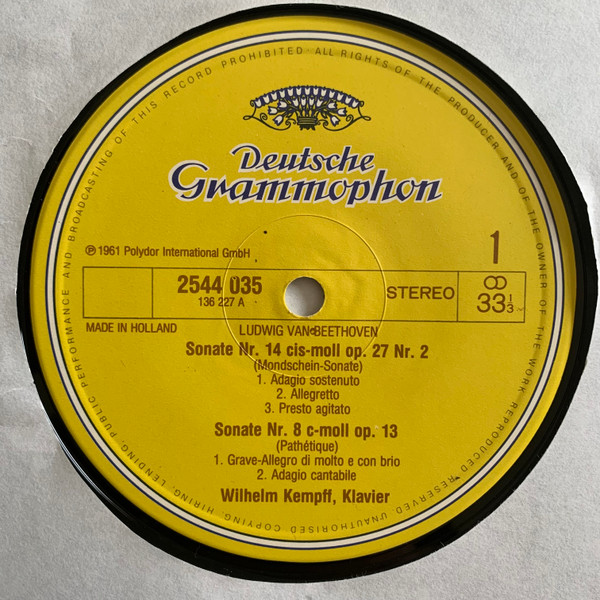 ALL RIGHTS OF THE PRODUCER AND OF THE OWNER OF THE WORK REPRODUCED RESERVED. UNAUTHORISED COPYING, HIRING, LENDING, PUBLIC PERFORMANCE AND BROADCASTING OF THIS RECORD PROHIBITED ·
Deutsche
Grammophon
℗ 1961 Polydor International GmbH
1
2544 035
136 227 A
STEREO
33 1/3
MADE IN HOLLAND
LUDWIG VAN BEETHOVEN
Sonate Nr. 14 cis-moll op. 27 Nr. 2
(Mondschein-Sonate)
1. Adagio sostenuto
2. Allegretto
3. Presto agitato
Sonate Nr. 8 c-moll op. 13
(Pathétique)
1. Grave-Allegro di molto e con brio
2. Adagio cantabile
Wilhelm Kempff, Klavier